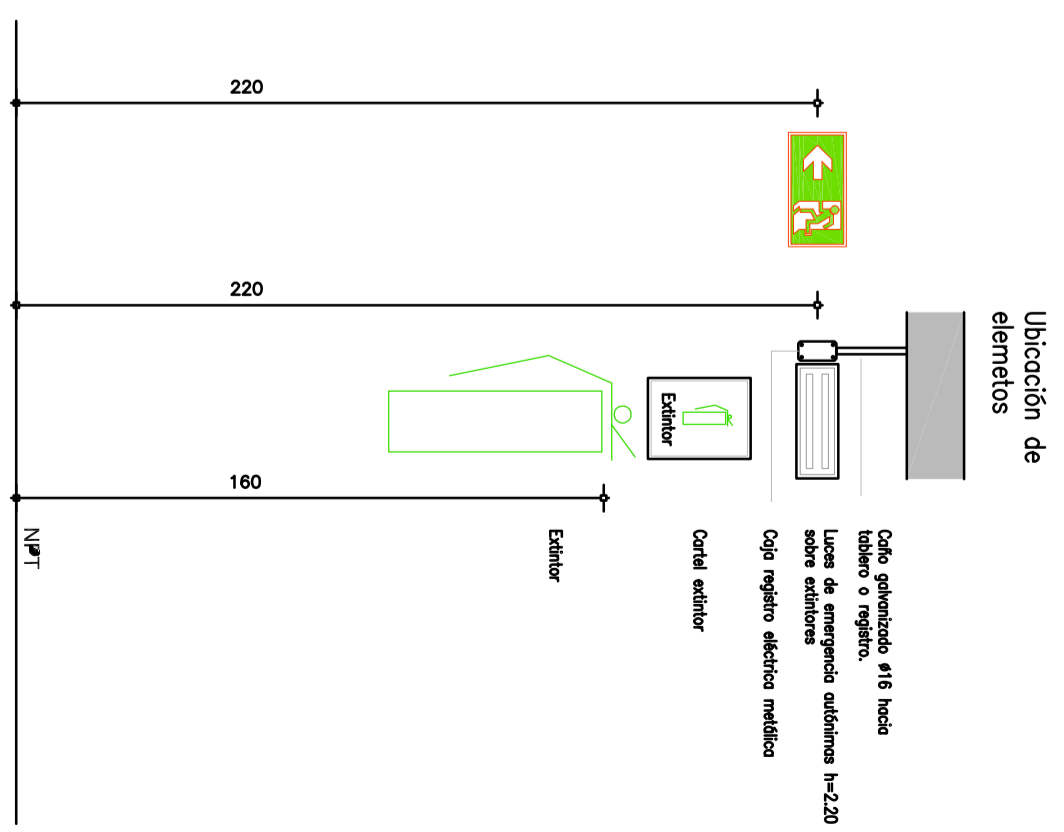 Ubicación de
elemetos
Caño galvanizado ø16 hacia
tablero o registro.
Luces de emergencia autónimas h=2.20
sobre extintores
Caja registro eléctrica metálica
Cartel extintor
Extintor
Extintor
220
220
160
NPT